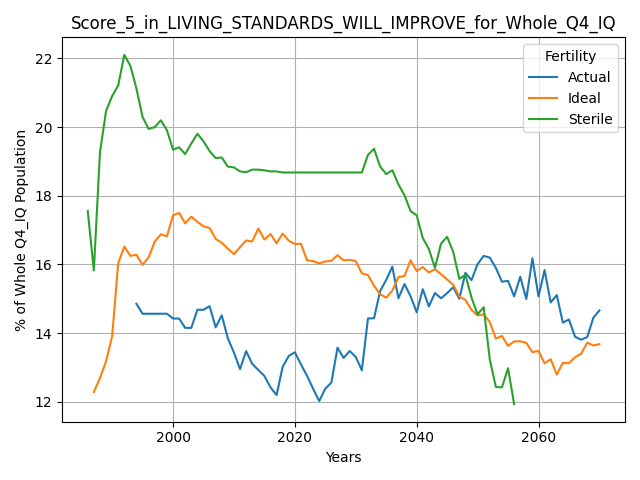 Score_5_in_LIVING_STANDARDS_WILL_IMPROVE_for_Whole_Q4_IQ
Fertility
Actual
Ideal
Sterile
% of Whole Q4_IQ Population
22
20
18
16
14
12
2000
2020
2040
2060
Years